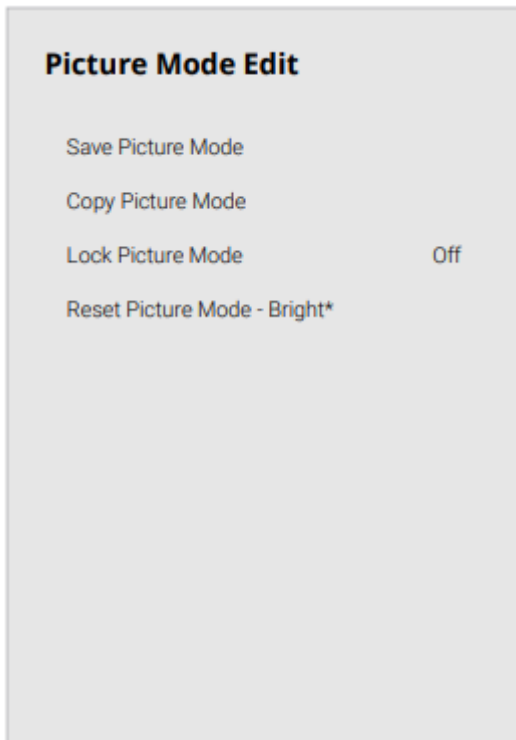 Picture Mode Edit
Save Picture Mode
Copy Picture Mode
Lock Picture Mode Off
Reset Picture Mode - Bright*